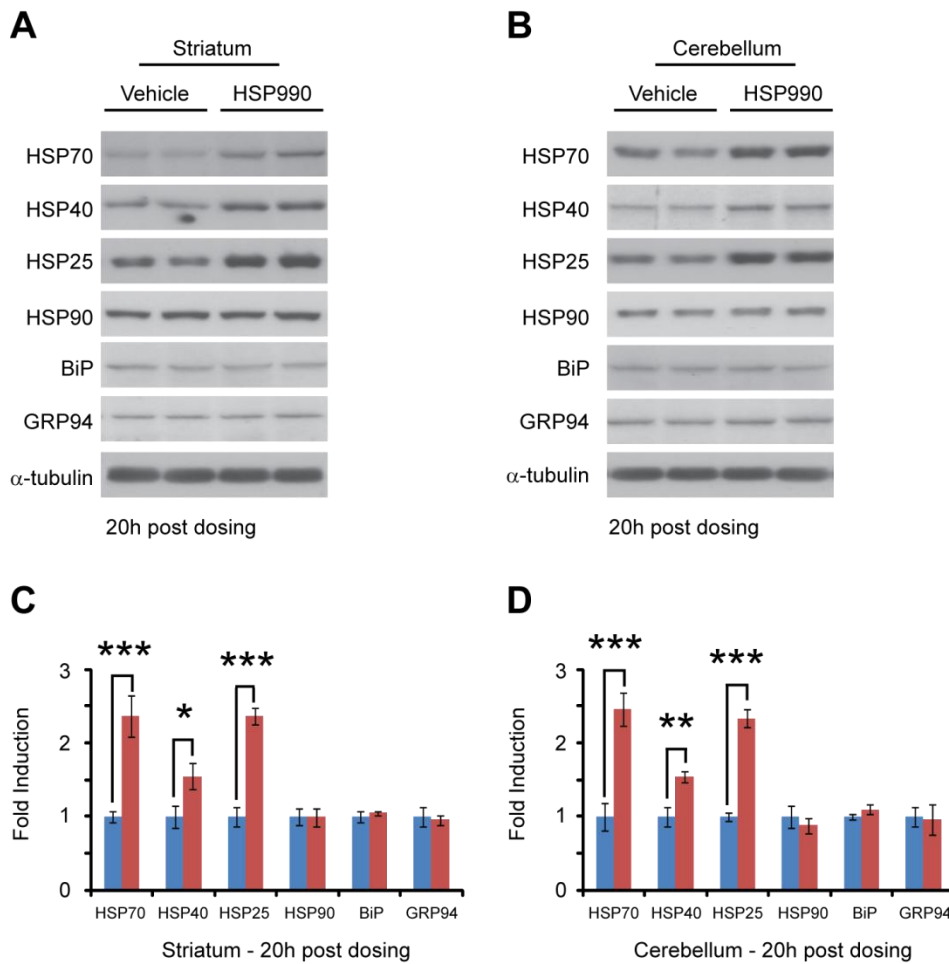 A
Striatum
Vehicle HSP990
HSP70
HSP40
HSP25
HSP90
BiP
GRP94
α-tubulin
20h post dosing
B
Cerebellum
Vehicle HSP990
HSP70
HSP40
HSP25
HSP90
BiP
GRP94
α-tubulin
20h post dosing
C
*** * ***
3
2
1
0
Fold Induction
HSP70 HSP40 HSP25 HSP90 BiP GRP94
Striatum - 20h post dosing
D
*** ** ***
3
2
1
0
Fold Induction
HSP70 HSP40 HSP25 HSP90 BiP GRP94
Cerebellum - 20h post dosing